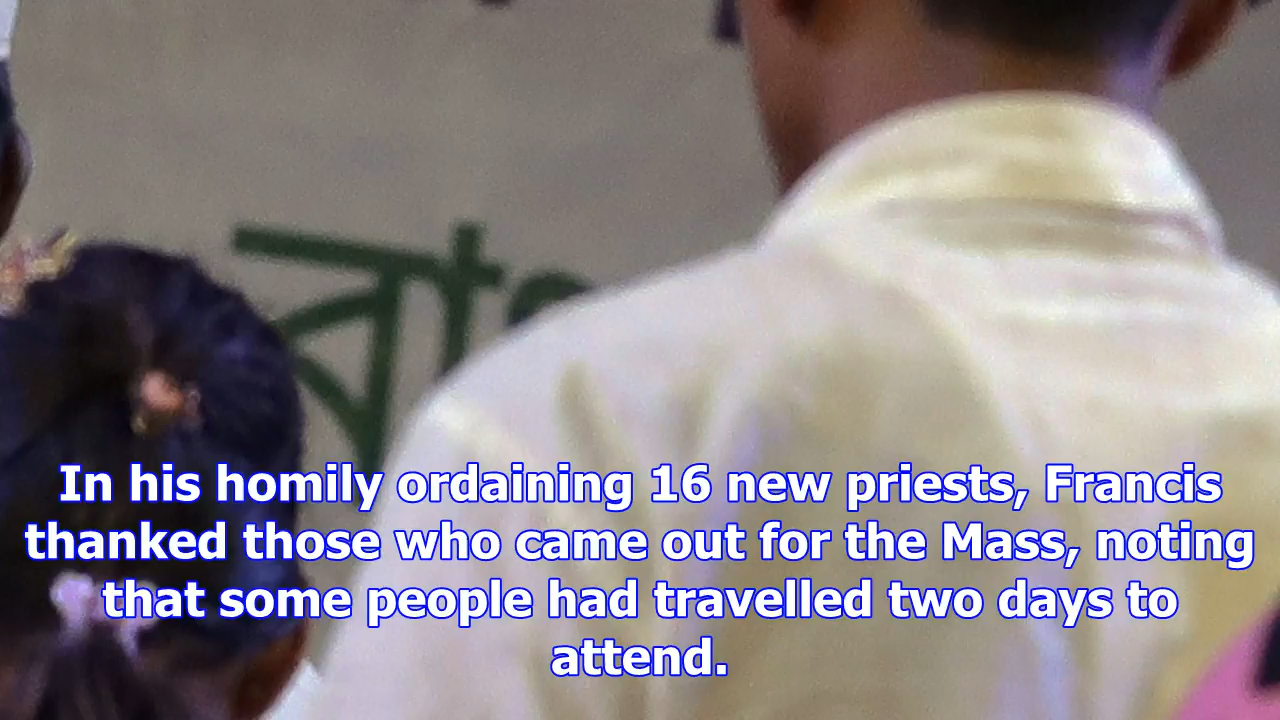 In his homily ordaining 16 new priests, Francis
thanked those who came out for the Mass, noting
that some people had travelled two days to
attend.